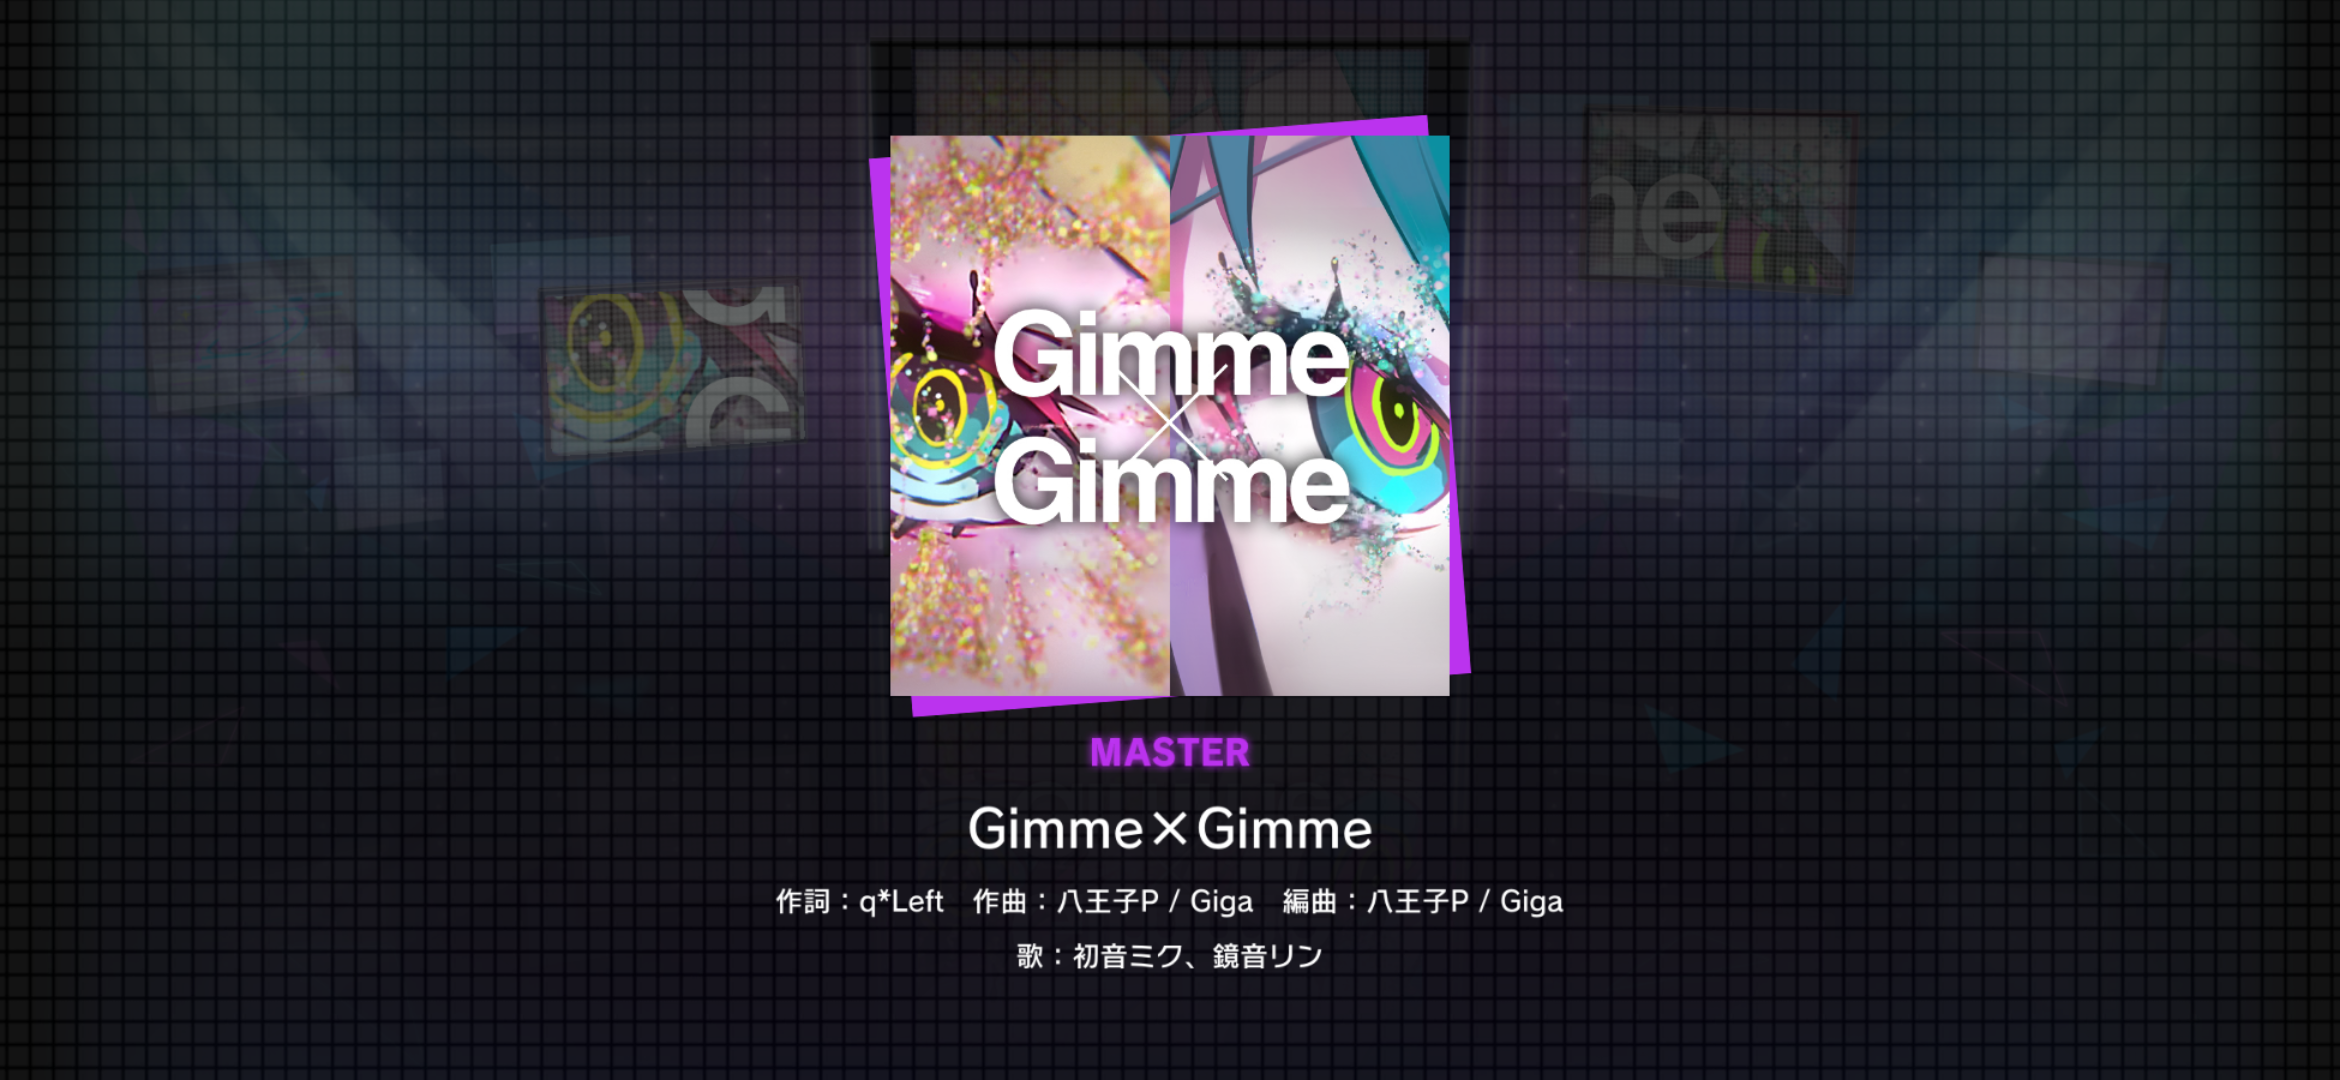 Gimme
×
Gimme
MASTER
Gimme×Gimme
作詞：q*Left　作曲：八王子P / Giga　編曲：八王子P / Giga
歌：初音ミク、鏡音リン